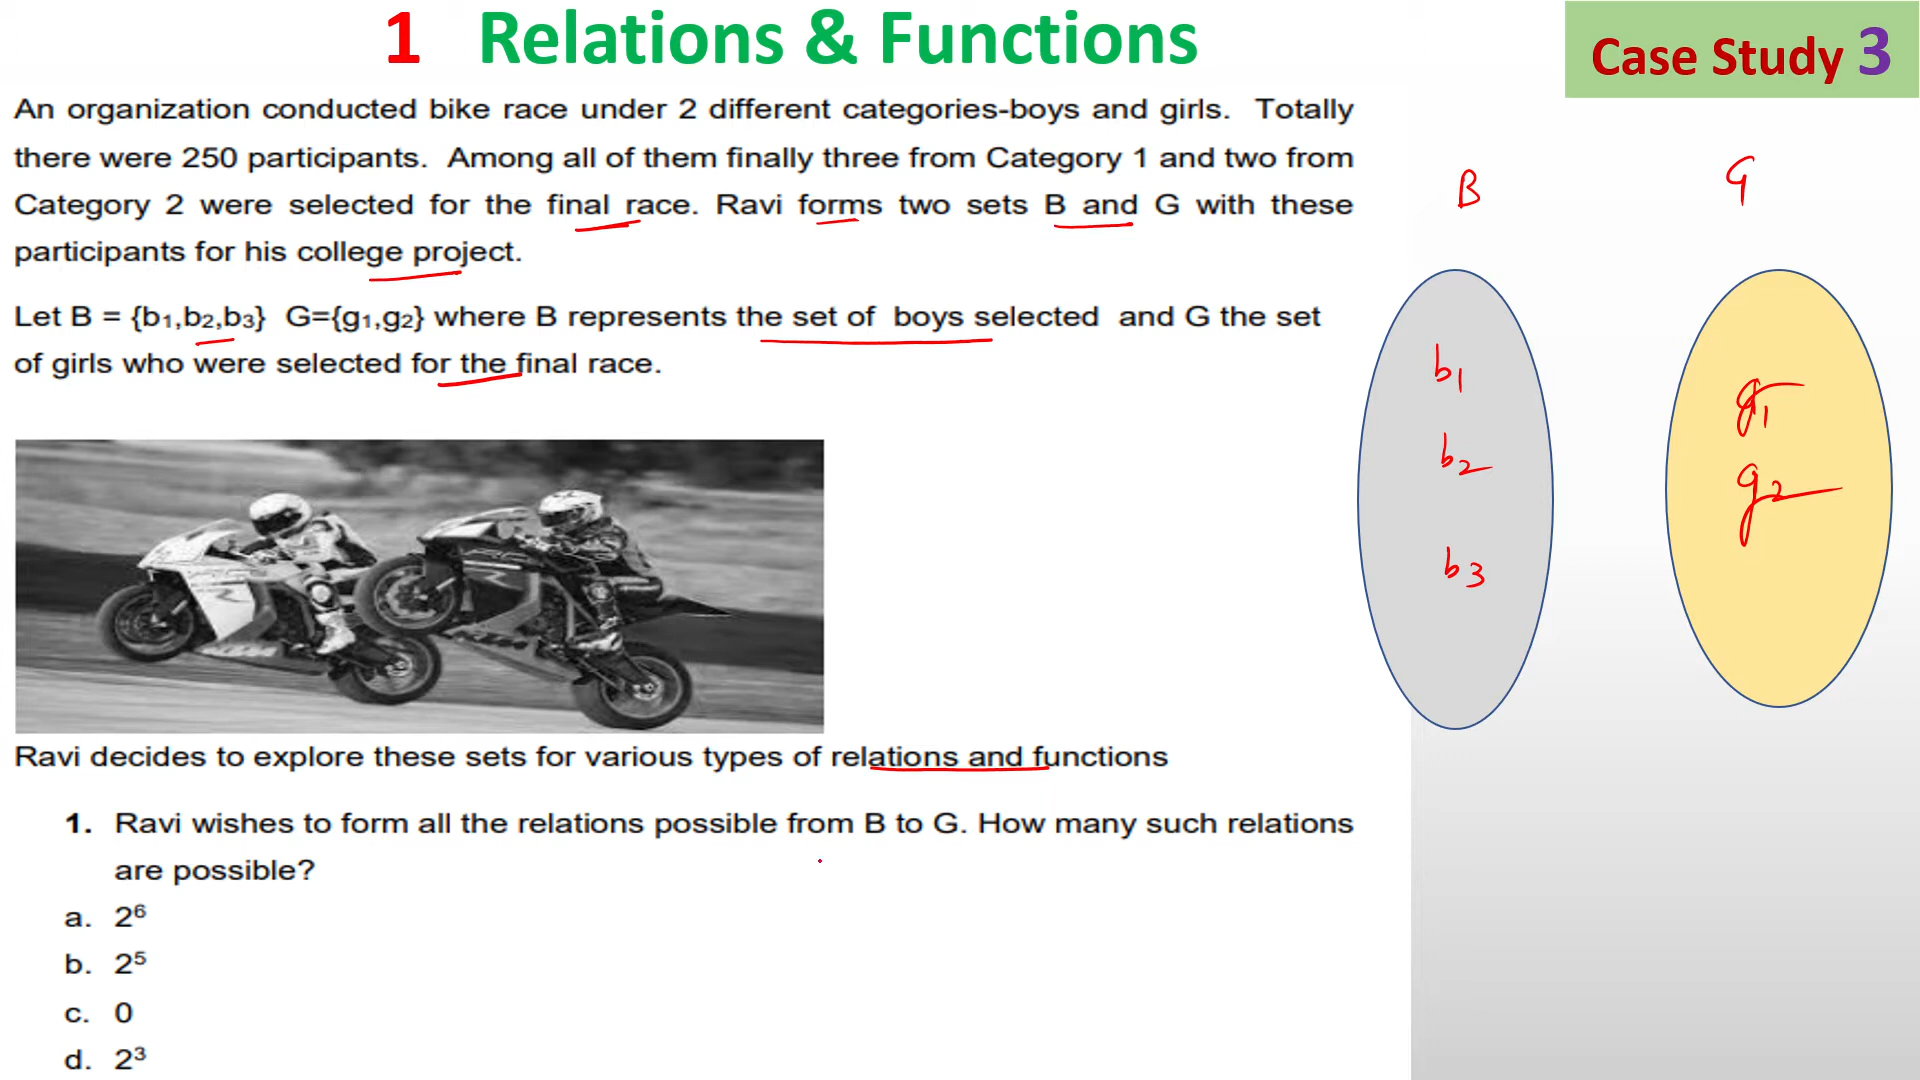 1 Relations & Functions
Case Study 3
An organization conducted bike race under 2 different categories-boys and girls. Totally
there were 250 participants. Among all of them finally three from Category 1 and two from
Category 2 were selected for the final race. Ravi forms two sets B and G with these
participants for his college project.
Let B = {b₁,b₂,b₃} G={g₁,g₂} where B represents the set of boys selected and G the set
of girls who were selected for the final race.
Ravi decides to explore these sets for various types of relations and functions
1. Ravi wishes to form all the relations possible from B to G. How many such relations
are possible?
a. 2⁶
b. 2⁵
c. 0
d. 2³
B
G
b₁
b₂
b₃
g₁
g₂